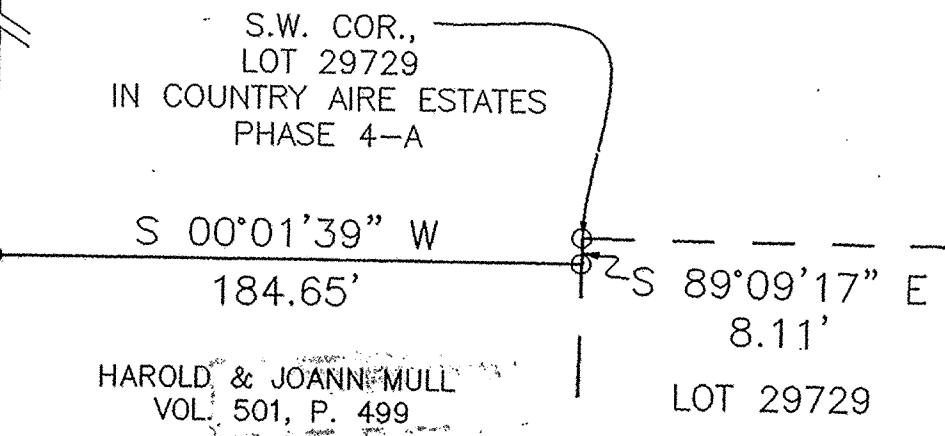 S.W. COR.,
LOT 29729
IN COUNTRY AIRE ESTATES
PHASE 4-A
S 00°01'39" W
184.65'
S 89°09'17" E
8.11'
HAROLD & JOANN MULL
VOL. 501, P. 499
LOT 29729